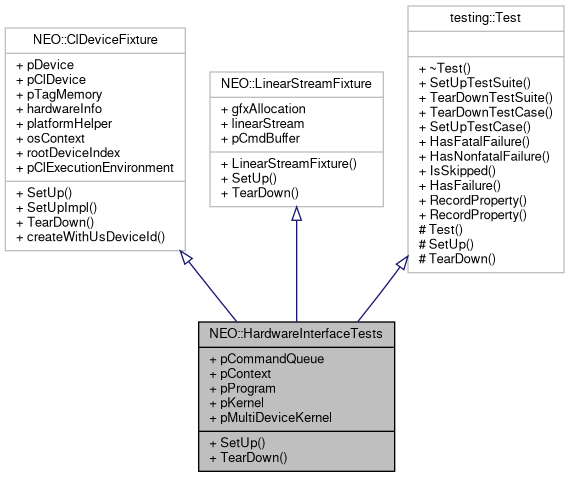 NEO::ClDeviceFixture
+ pDevice
+ pClDevice
+ pTagMemory
+ hardwareInfo
+ platformHelper
+ osContext
+ rootDeviceIndex
+ pClExecutionEnvironment
+ SetUp()
+ SetUpImpl()
+ TearDown()
+ createWithUsDeviceId()
NEO::LinearStreamFixture
+ gfxAllocation
+ linearStream
+ pCmdBuffer
+ LinearStreamFixture()
+ SetUp()
+ TearDown()
testing::Test
+ ~Test()
+ SetUpTestSuite()
+ TearDownTestSuite()
+ TearDownTestCase()
+ SetUpTestCase()
+ HasFatalFailure()
+ HasNonfatalFailure()
+ IsSkipped()
+ HasFailure()
+ RecordProperty()
+ RecordProperty()
# Test()
# SetUp()
# TearDown()
NEO::HardwareInterfaceTests
+ pCommandQueue
+ pContext
+ pProgram
+ pKernel
+ pMultiDeviceKernel
+ SetUp()
+ TearDown()